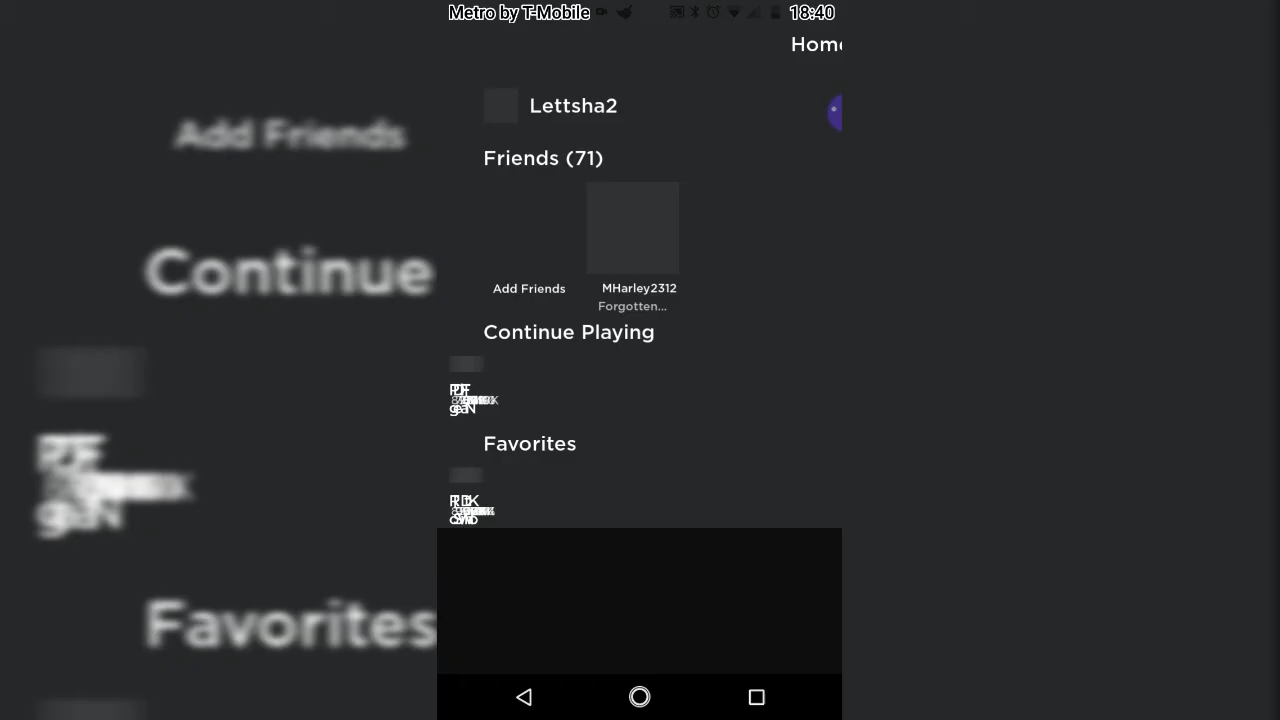 Metro by T-Mobile
18:40
Home
Lettsha2
Friends (71)
Add Friends
MHarley2312
Forgotten...
Continue Playing
Favorites
Add Friends
Continue
Favorites